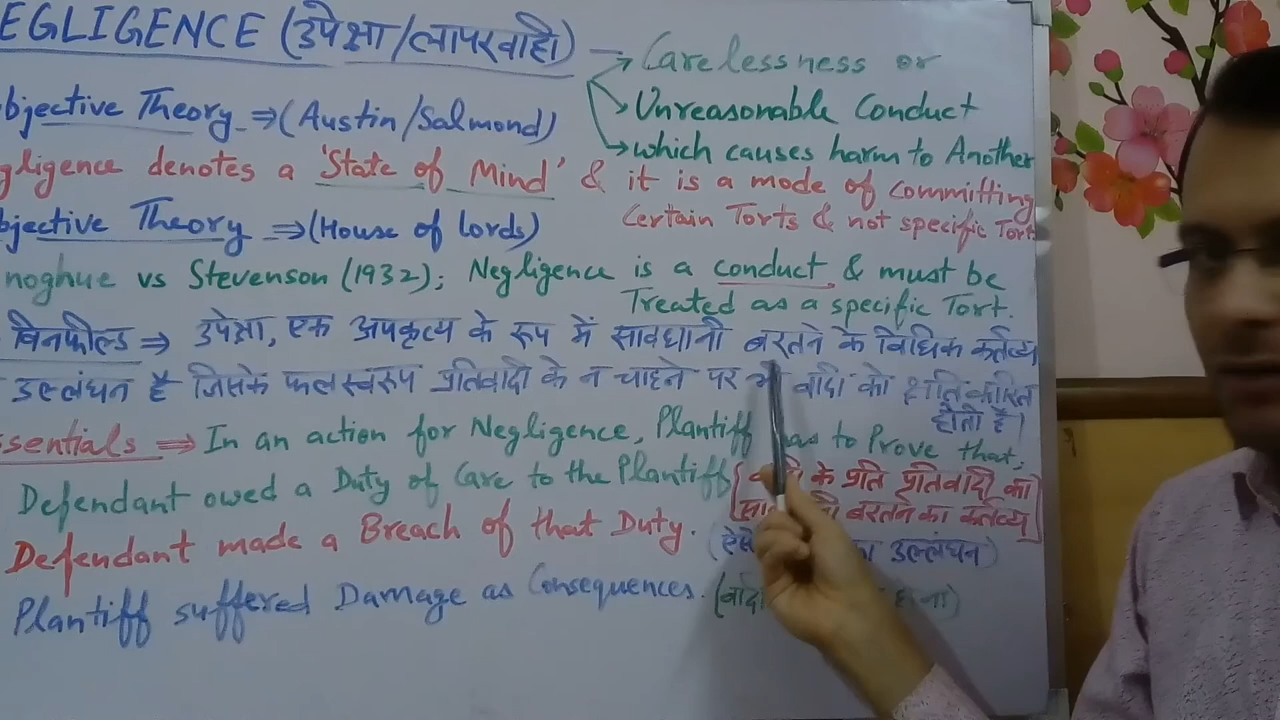 EGLIGENCE (उपेक्षा/लापरवाही) → Carelessness or
→ Unreasonable Conduct
→ which causes harm to Another
bjective Theory ⇒ (Austin/Salmond)
gligence denotes a 'State of Mind' & it is a mode of Committing
Certain Torts & not specific Tort
bjective Theory ⇒ (House of lords)
noghue vs Stevenson (1932); Negligence is a conduct & must be
Treated as a specific Tort.
विनफील्ड ⇒ उपेक्षा, एक अपकृत्य के रूप में सावधानी बरतने के विधिक कर्तव्य
उल्लंघन है जिसके फलस्वरूप प्रतिवादी के न चाहने पर वादी को क्षतिकारित
होती है।
ssentials ⇒ In an action for Negligence, Plantiff has to Prove that,
Defendant owed a Duty of Care to the Plantiff { के प्रति प्रतिवादी का
बरतने का कर्तव्य }
Defendant made a Breach of that Duty. (ऐसे का उल्लंघन)
Plantiff suffered Damage as Consequences. (